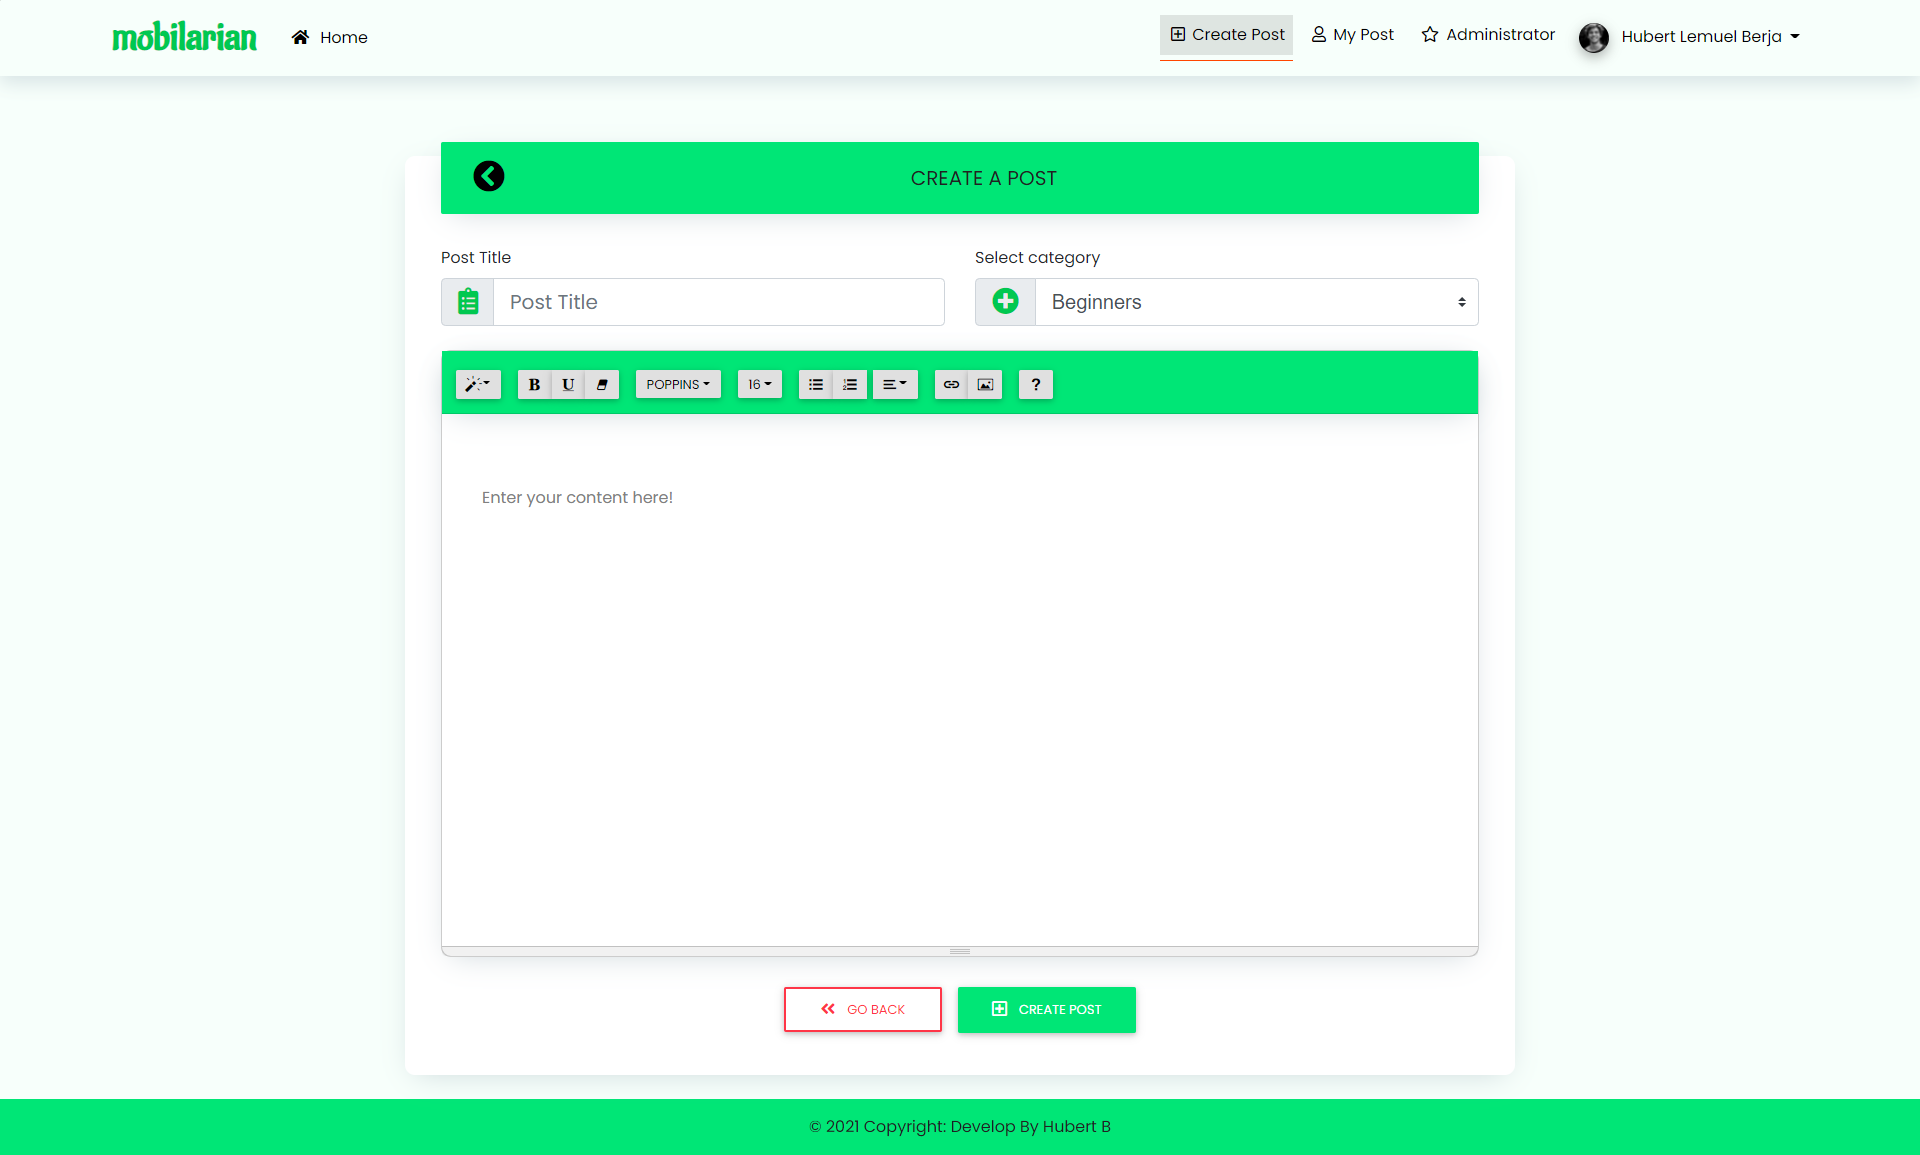 mobilarian
Home
Create Post
My Post
Administrator
Hubert Lemuel Berja
CREATE A POST
Post Title
Select category
Post Title
Beginners
B U POPPINS 16 ?
Enter your content here!
GO BACK
CREATE POST
© 2021 Copyright: Develop By Hubert B